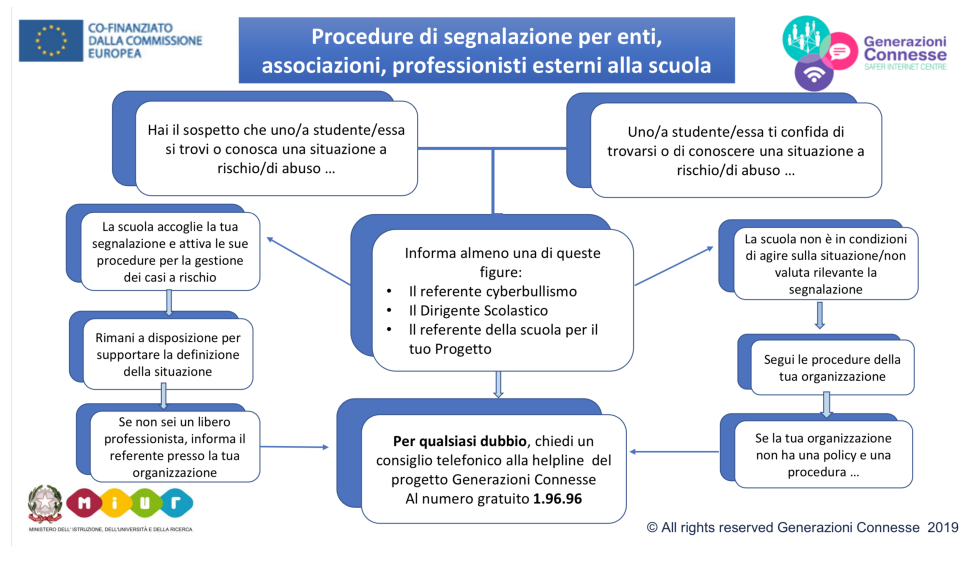 CO-FINANZIATO
DALLA COMMISSIONE
EUROPEA
Procedure di segnalazione per enti,
associazioni, professionisti esterni alla scuola
Generazioni
Connesse
SAFER INTERNET CENTRE
Hai il sospetto che uno/a studente/essa
si trovi o conosca una situazione a
rischio/di abuso …
Uno/a studente/essa ti confida di
trovarsi o di conoscere una situazione a
rischio/di abuso …
La scuola accoglie la tua
segnalazione e attiva le sue
procedure per la gestione
dei casi a rischio
Informa almeno una di queste
figure:
• Il referente cyberbullismo
• Il Dirigente Scolastico
• Il referente della scuola per il
tuo Progetto
La scuola non è in condizioni
di agire sulla situazione/non
valuta rilevante la
segnalazione
Rimani a disposizione per
supportare la definizione
della situazione
Segui le procedure della
tua organizzazione
Se non sei un libero
professionista, informa il
referente presso la tua
organizzazione
Per qualsiasi dubbio, chiedi un
consiglio telefonico alla helpline del
progetto Generazioni Connesse
Al numero gratuito 1.96.96
Se la tua organizzazione
non ha una policy e una
procedura …
miur
MINISTERO DELL'ISTRUZIONE, DELL'UNIVERSITÀ E DELLA RICERCA
© All rights reserved Generazioni Connesse 2019